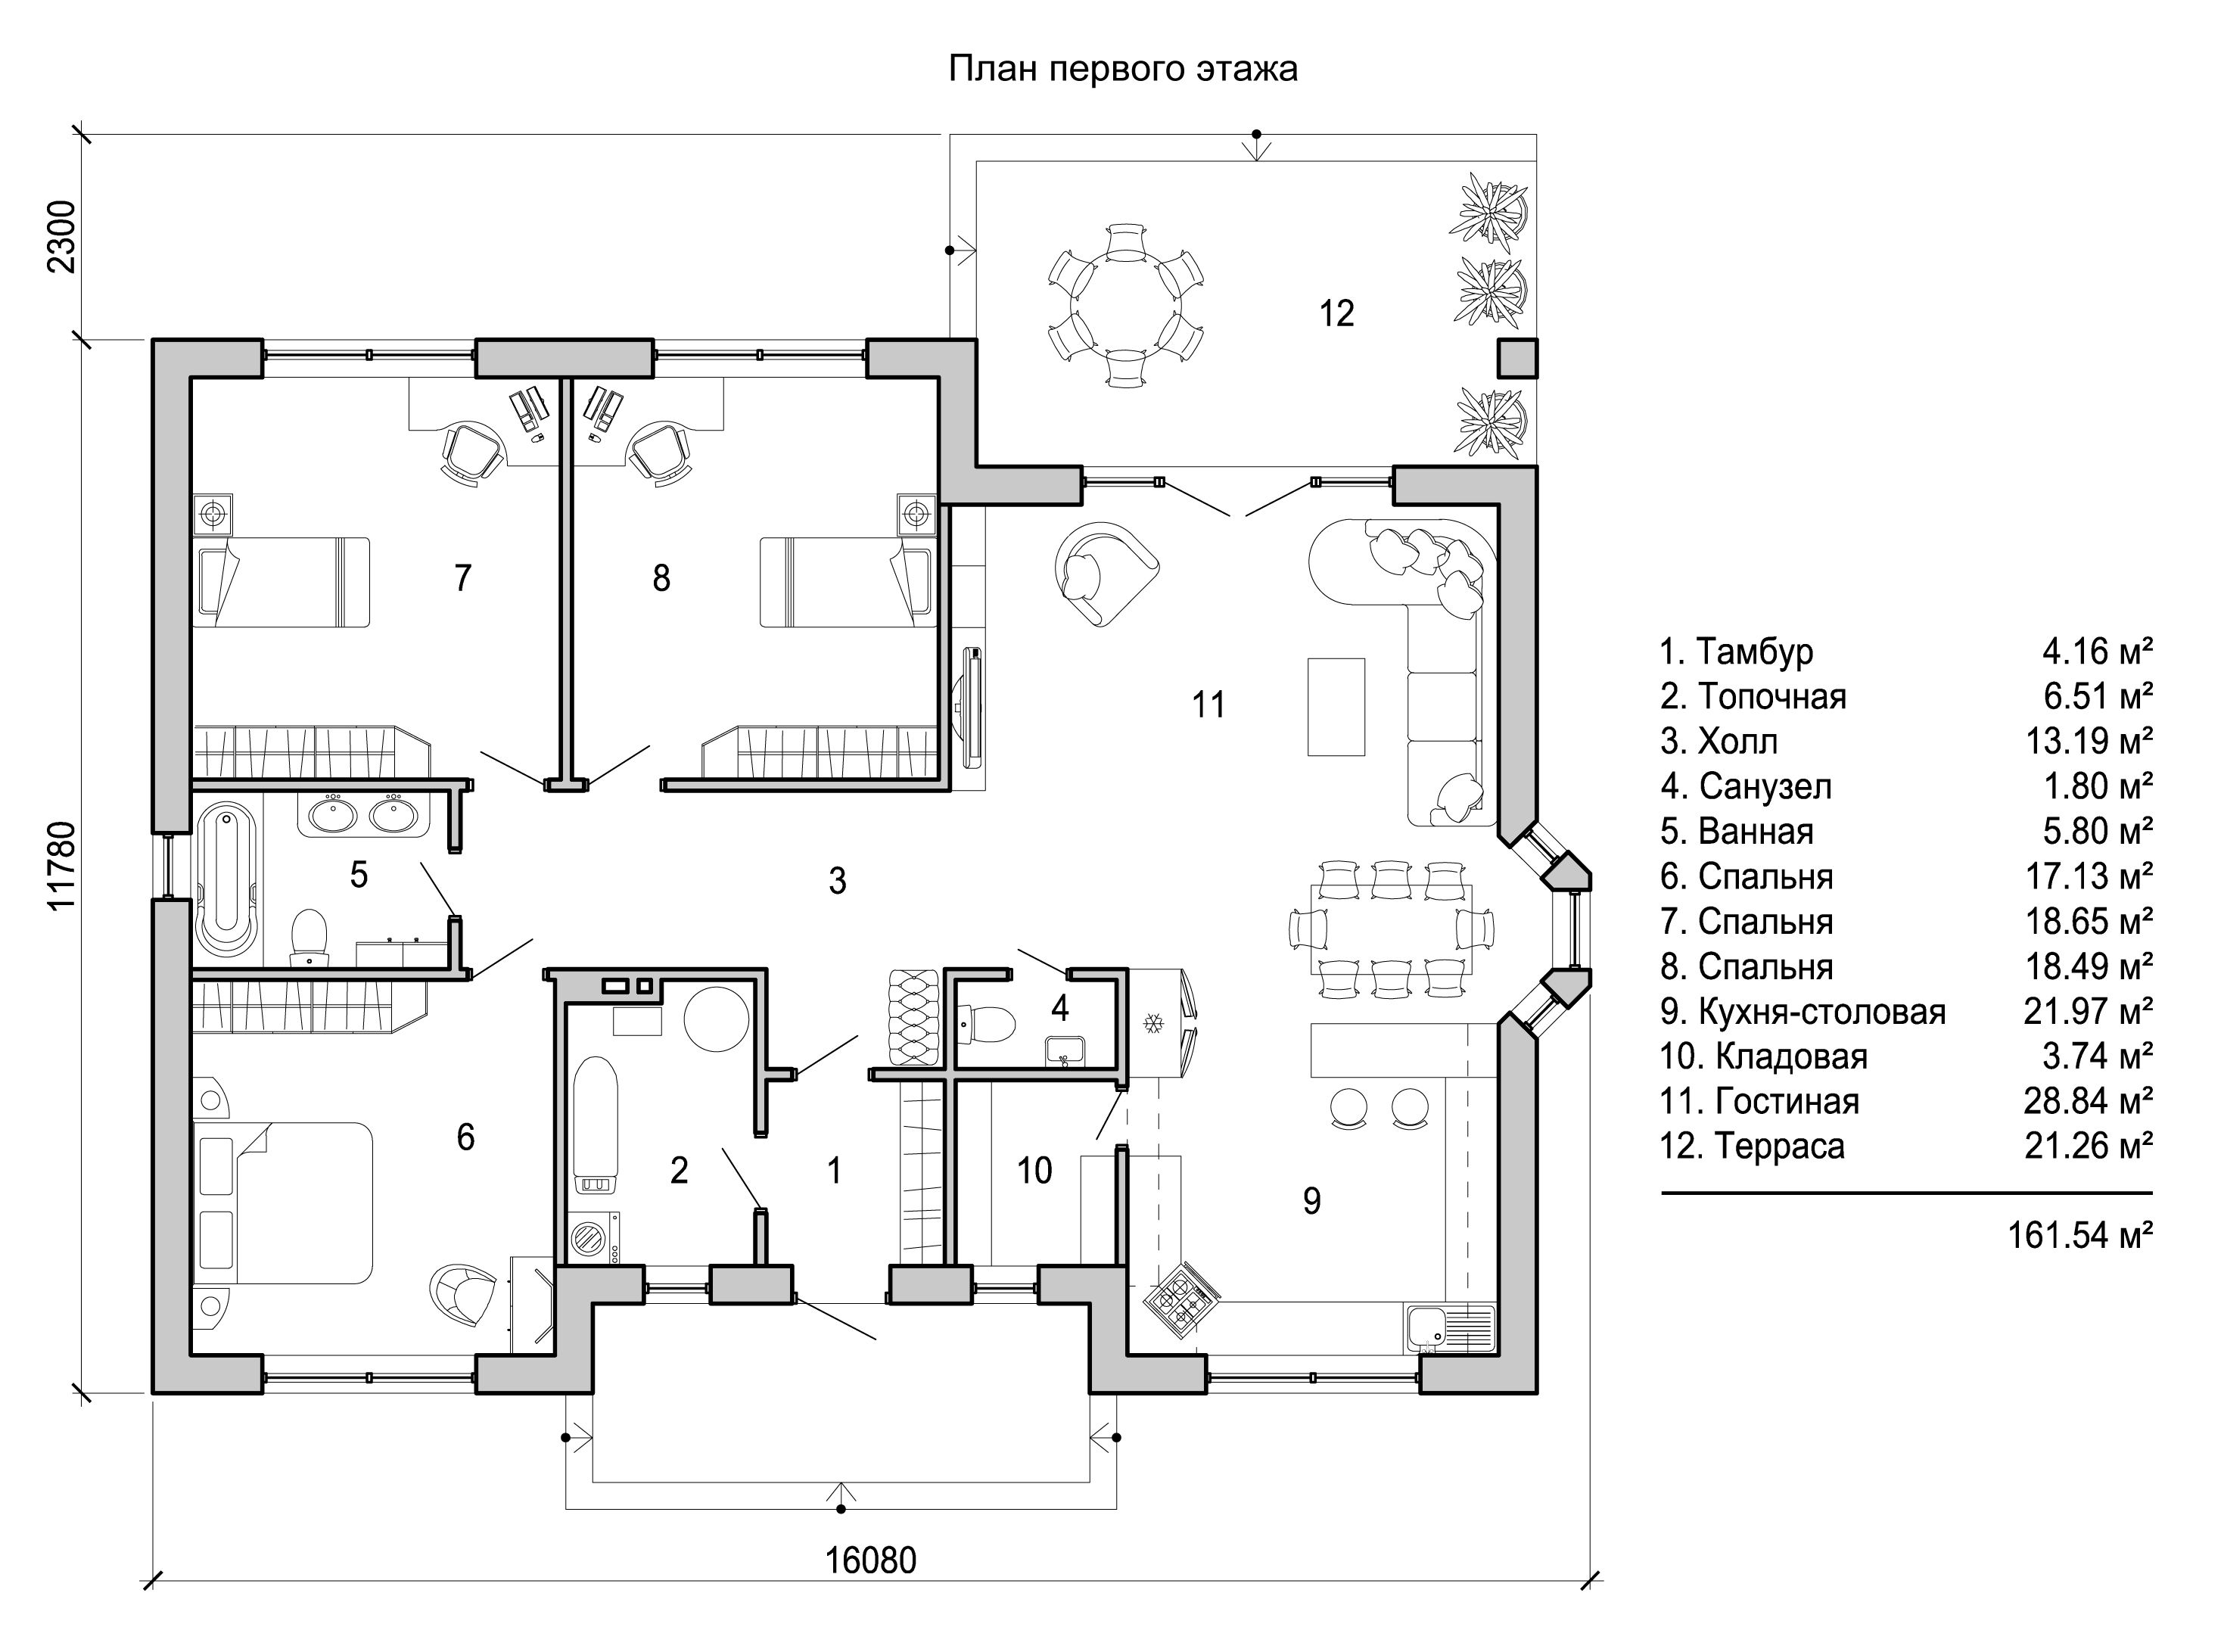 План первого этажа
2300
12
7
8
11
11780
5
3
4
6
2
1
10
9
16080
1. Тамбур 4.16 м²
2. Топочная 6.51 м²
3. Холл 13.19 м²
4. Санузел 1.80 м²
5. Ванная 5.80 м²
6. Спальня 17.13 м²
7. Спальня 18.65 м²
8. Спальня 18.49 м²
9. Кухня-столовая 21.97 м²
10. Кладовая 3.74 м²
11. Гостиная 28.84 м²
12. Терраса 21.26 м²
161.54 м²